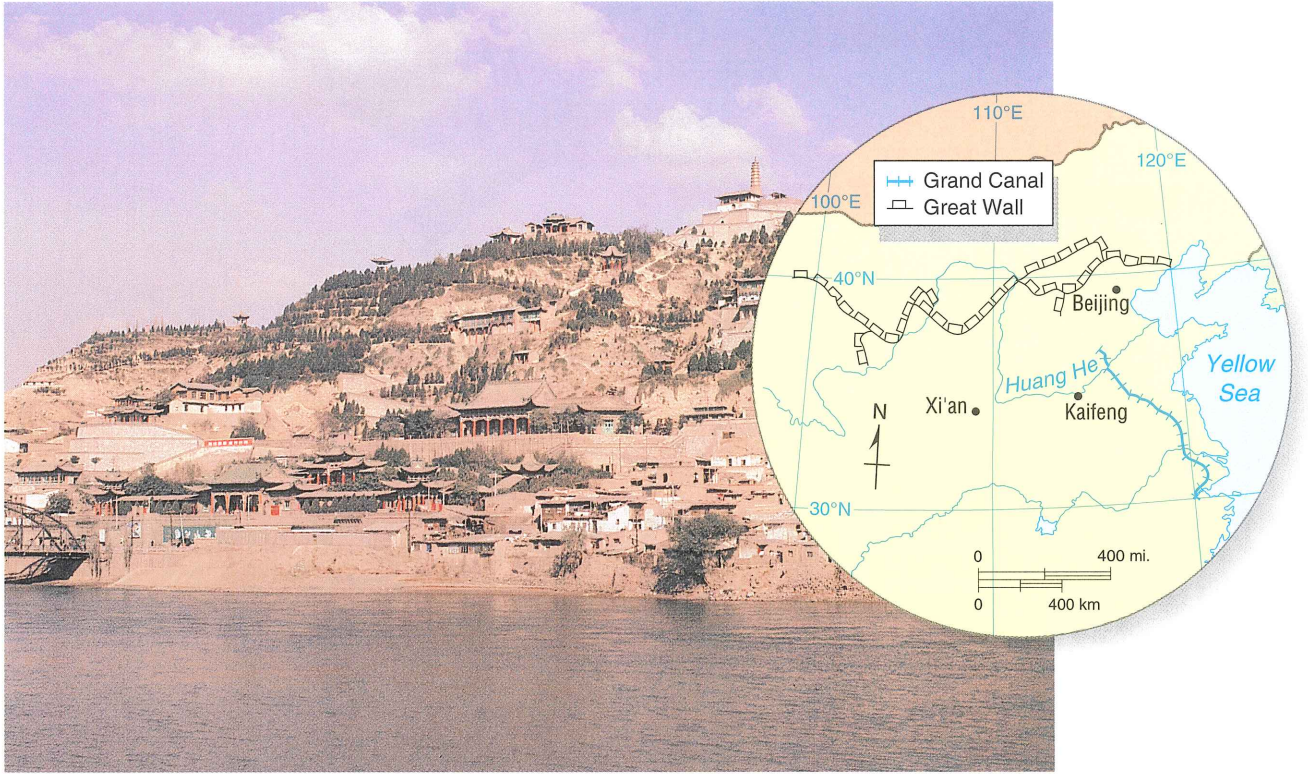 110°E
120°E
Grand Canal
Great Wall
100°E
40°N
Beijing
Yellow
Sea
Huang He
N
Xi'an
Kaifeng
30°N
0
400 mi.
0
400 km